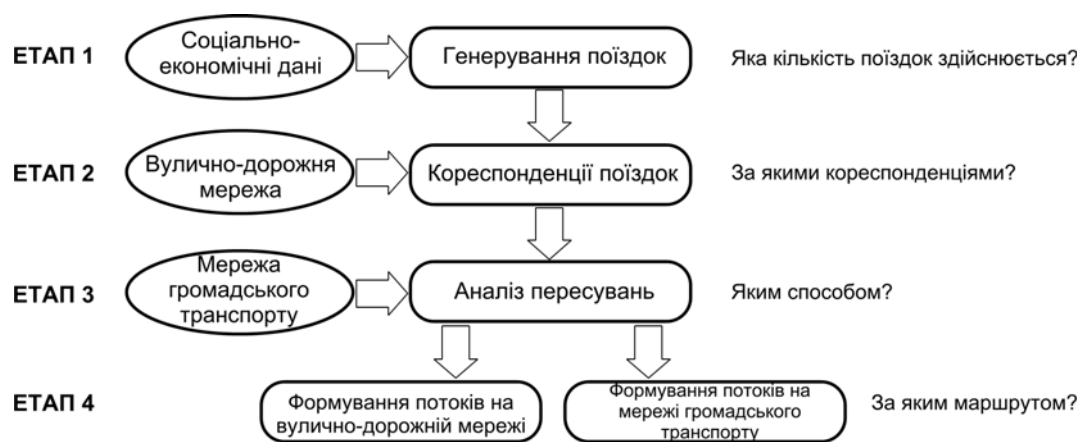 ЕТАП 1
Соціально-
економічні дані
Генерування поїздок
Яка кількість поїздок здійснюється?
ЕТАП 2
Вулично-дорожня
мережа
Кореспонденції поїздок
За якими кореспонденціями?
ЕТАП 3
Мережа
громадського
транспорту
Аналіз пересувань
Яким способом?
ЕТАП 4
Формування потоків на
вулично-дорожній мережі
Формування потоків на
мережі громадського
транспорту
За яким маршрутом?